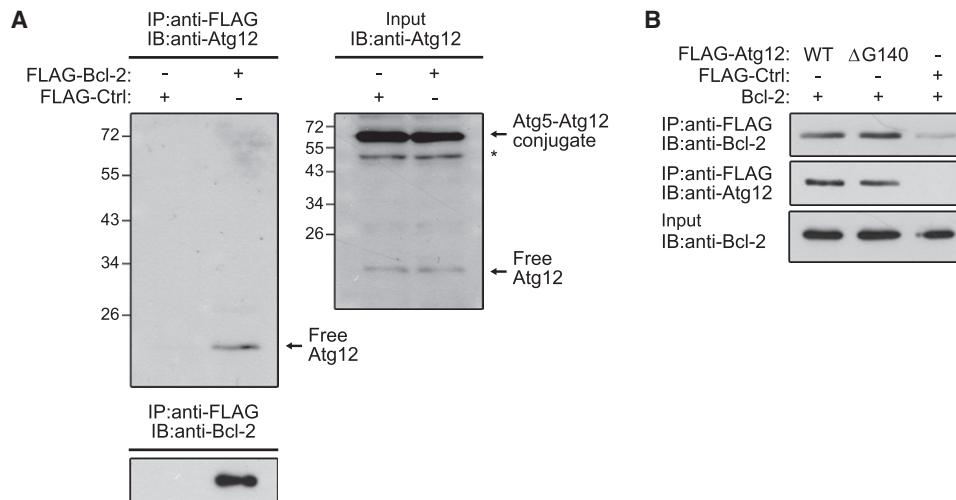 A
IP:anti-FLAG
IB:anti-Atg12
FLAG-Bcl-2: - +
FLAG-Ctrl: + -
72
55
43
34
26
Free
Atg12
IP:anti-FLAG
IB:anti-Bcl-2
Input
IB:anti-Atg12
- +
+ -
72
55
43
34
26
Atg5-Atg12
conjugate
*
Free
Atg12
B
FLAG-Atg12: WT ΔG140 -
FLAG-Ctrl: - - +
Bcl-2: + + +
IP:anti-FLAG
IB:anti-Bcl-2
IP:anti-FLAG
IB:anti-Atg12
Input
IB:anti-Bcl-2